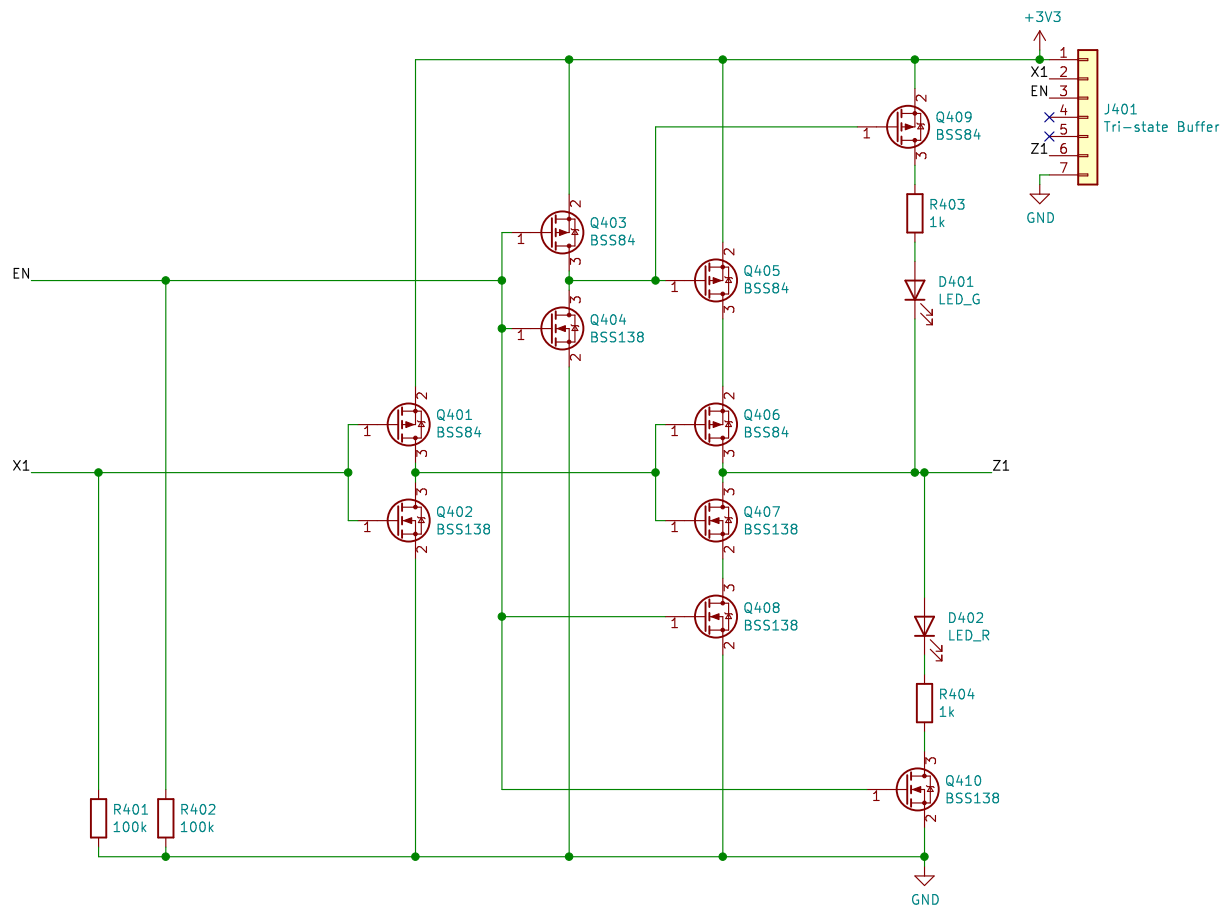 +3V3
1
X1 2
EN 3
4
5
Z1 6
7
J401
Tri-state Buffer
GND
2
Q409
BSS84
1
3
R403
1k
D401
LED_G
2
Q403
BSS84
1
3
EN
3
Q404
BSS138
1
2
2
Q405
BSS84
1
3
2
Q401
BSS84
1
3
X1
3
Q402
BSS138
1
2
2
Q406
BSS84
1
3
Z1
3
Q407
BSS138
1
2
3
Q408
BSS138
1
2
D402
LED_R
R404
1k
3
Q410
BSS138
1
2
R401
100k
R402
100k
GND